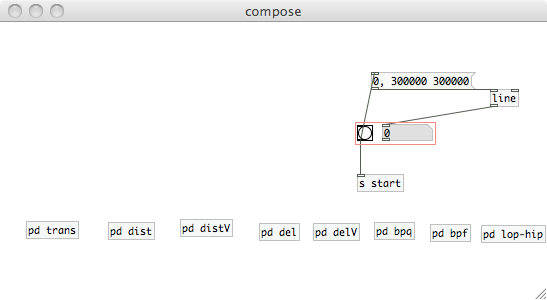 compose
0, 300000 300000
line
0
s start
pd trans
pd dist
pd distV
pd del
pd delV
pd bpq
pd bpf
pd lop-hip